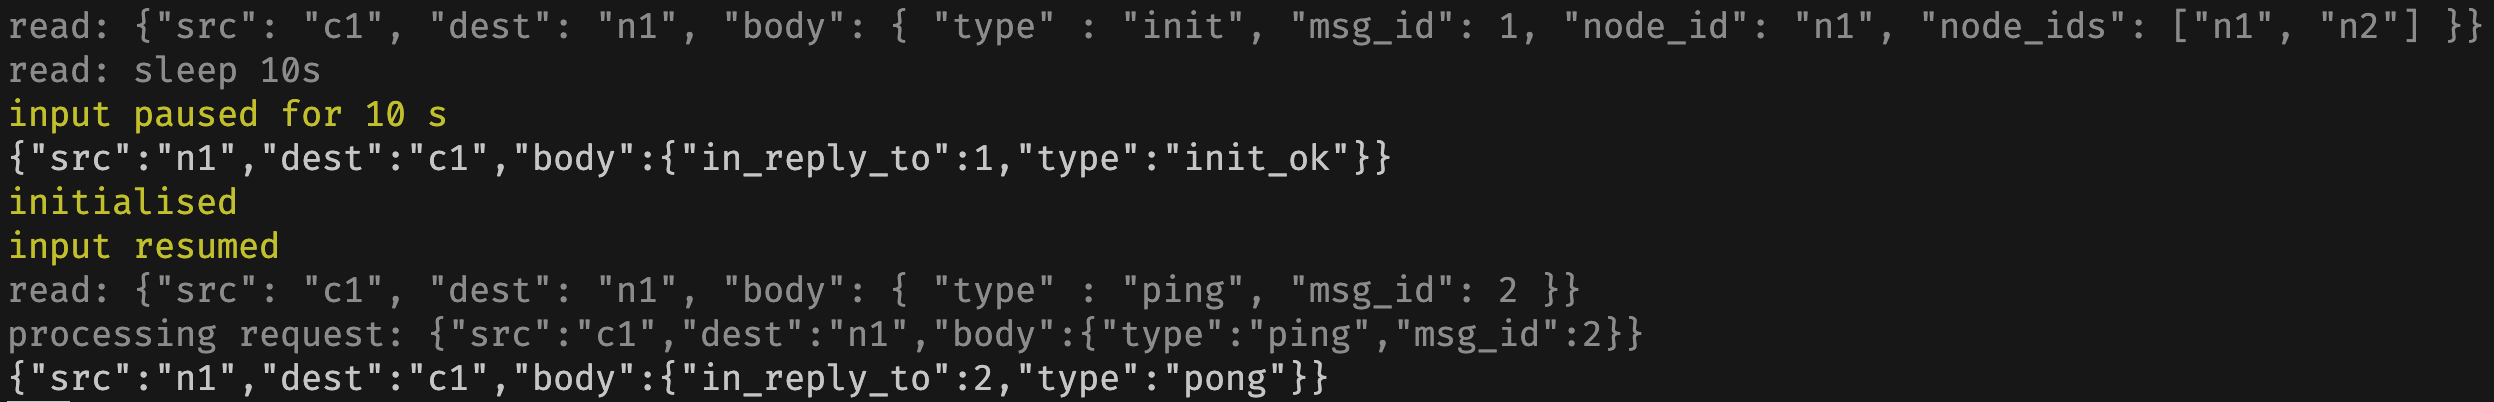 read: {"src": "c1", "dest": "n1", "body": { "type" : "init", "msg_id": 1, "node_id": "n1", "node_ids": ["n1", "n2"] }}
read: sleep 10s
input paused for 10 s
{"src":"n1","dest":"c1","body":{"in_reply_to":1,"type":"init_ok"}}
initialised
input resumed
read: {"src": "c1", "dest": "n1", "body": { "type" : "ping", "msg_id": 2 }}
processing request: {"src":"c1","dest":"n1","body":{"type":"ping","msg_id":2}}
{"src":"n1","dest":"c1","body":{"in_reply_to":2,"type":"pong"}}